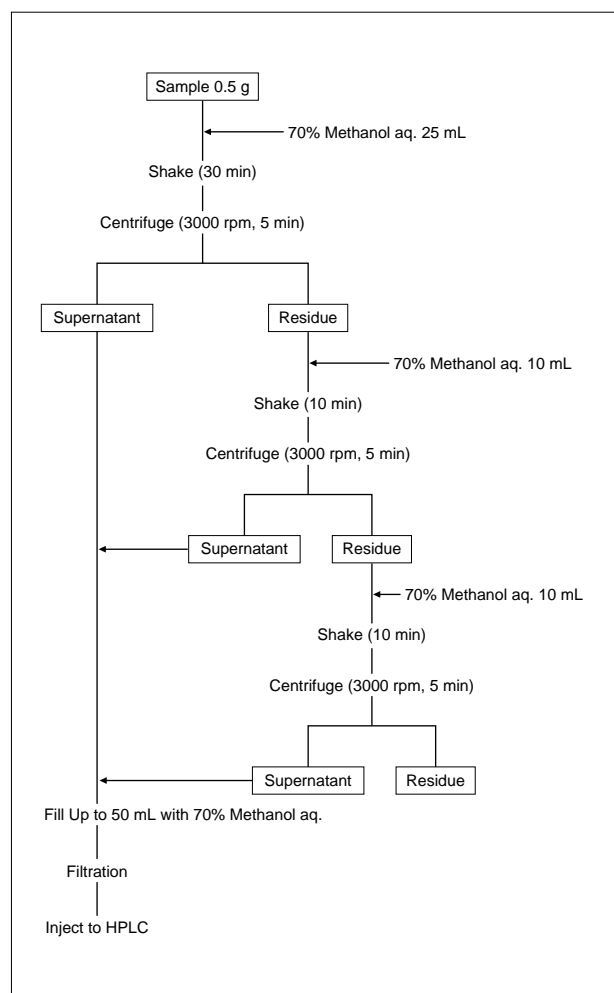 Sample 0.5 g
70% Methanol aq. 25 mL
Shake (30 min)
Centrifuge (3000 rpm, 5 min)
Supernatant
Residue
70% Methanol aq. 10 mL
Shake (10 min)
Centrifuge (3000 rpm, 5 min)
Supernatant
Residue
70% Methanol aq. 10 mL
Shake (10 min)
Centrifuge (3000 rpm, 5 min)
Supernatant
Residue
Fill Up to 50 mL with 70% Methanol aq.
Filtration
Inject to HPLC